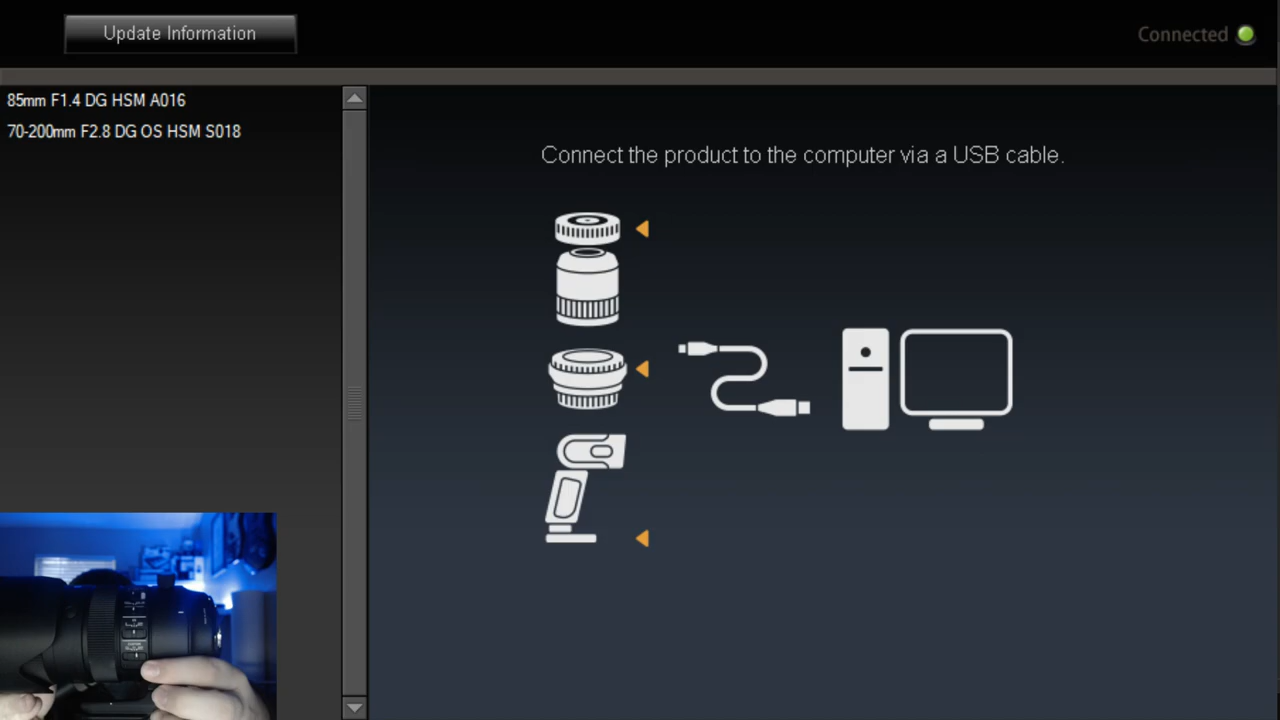 Update Information
Connected
85mm F1.4 DG HSM A016
70-200mm F2.8 DG OS HSM S018
Connect the product to the computer via a USB cable.